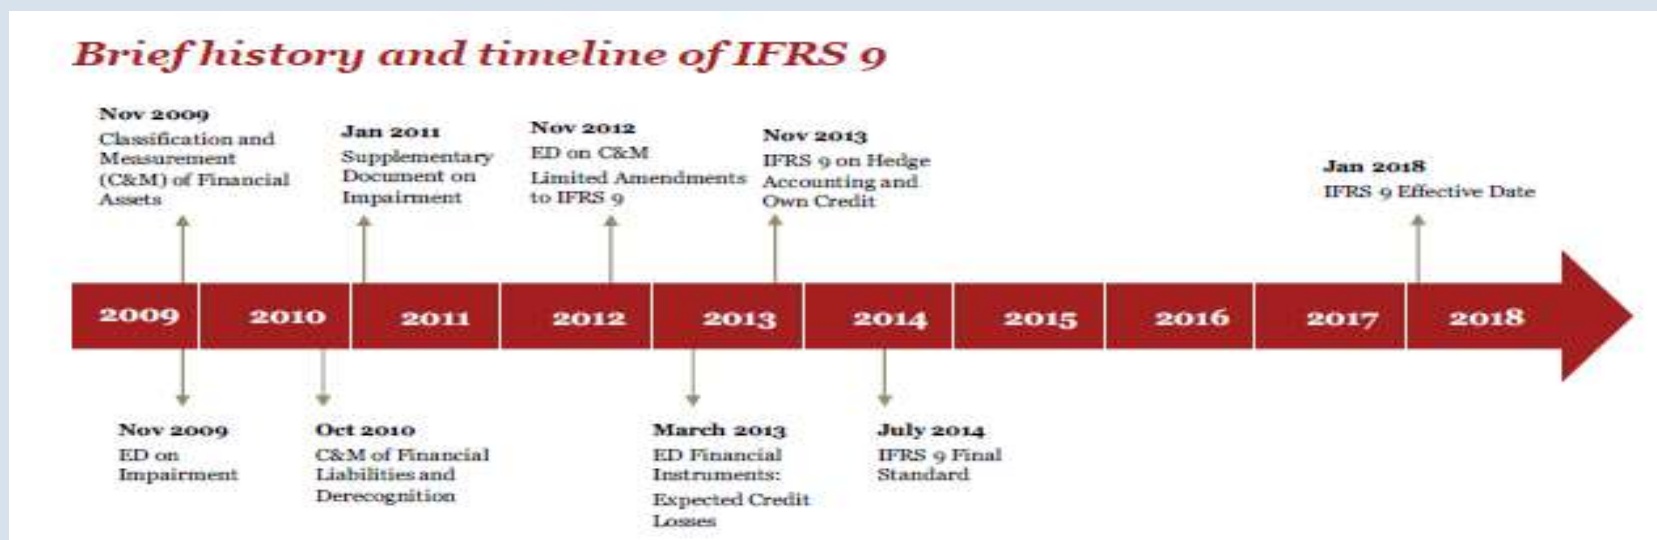 Brief history and timeline of IFRS 9
Nov 2009
Classification and
Measurement
(C&M) of Financial
Assets
Jan 2011
Supplementary
Document on
Impairment
Nov 2012
ED on C&M
Limited Amendments
to IFRS 9
Nov 2013
IFRS 9 on Hedge
Accounting and
Own Credit
Jan 2018
IFRS 9 Effective Date
2009
2010
2011
2012
2013
2014
2015
2016
2017
2018
Nov 2009
ED on
Impairment
Oct 2010
C&M of Financial
Liabilities and
Derecognition
March 2013
ED Financial
Instruments:
Expected Credit
Losses
July 2014
IFRS 9 Final
Standard